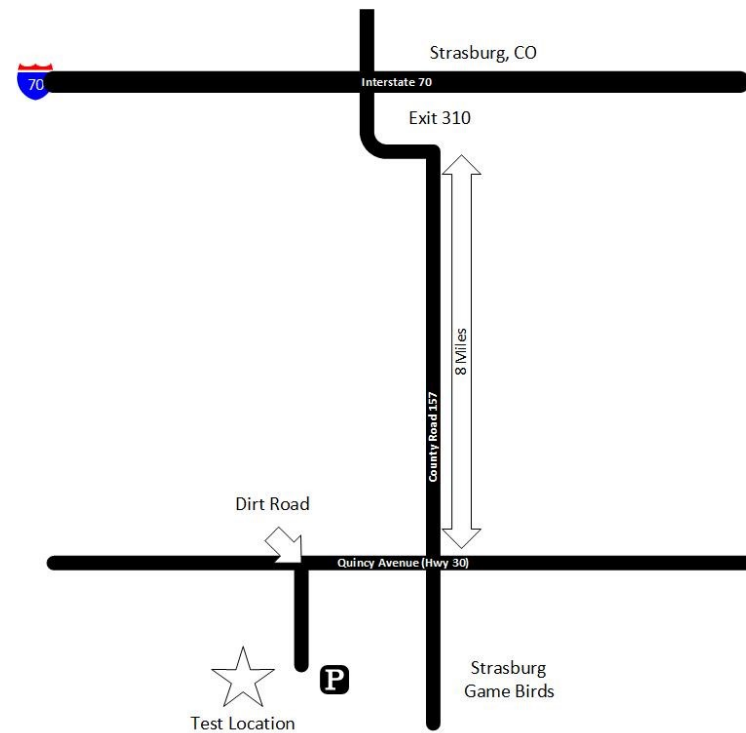 Strasburg, CO
70
Interstate 70
Exit 310
8 Miles
County Road 157
Dirt Road
Quincy Avenue (Hwy 30)
P
Strasburg
Game Birds
Test Location